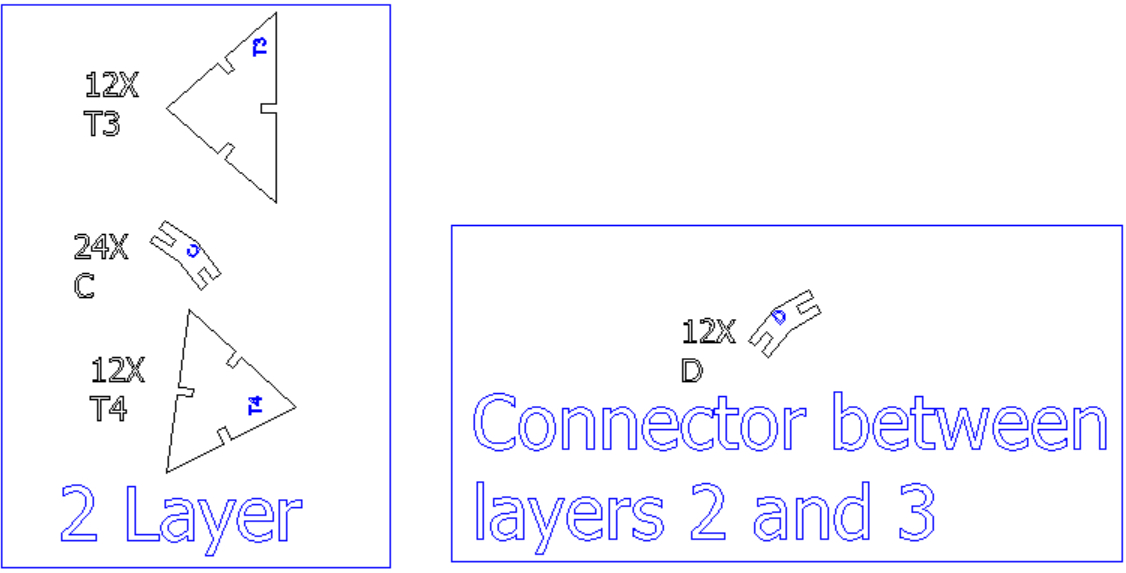 T3
12X
T3
24X
C
C
12X
T4
T4
2 Layer
12X
D
D
Connector between
layers 2 and 3